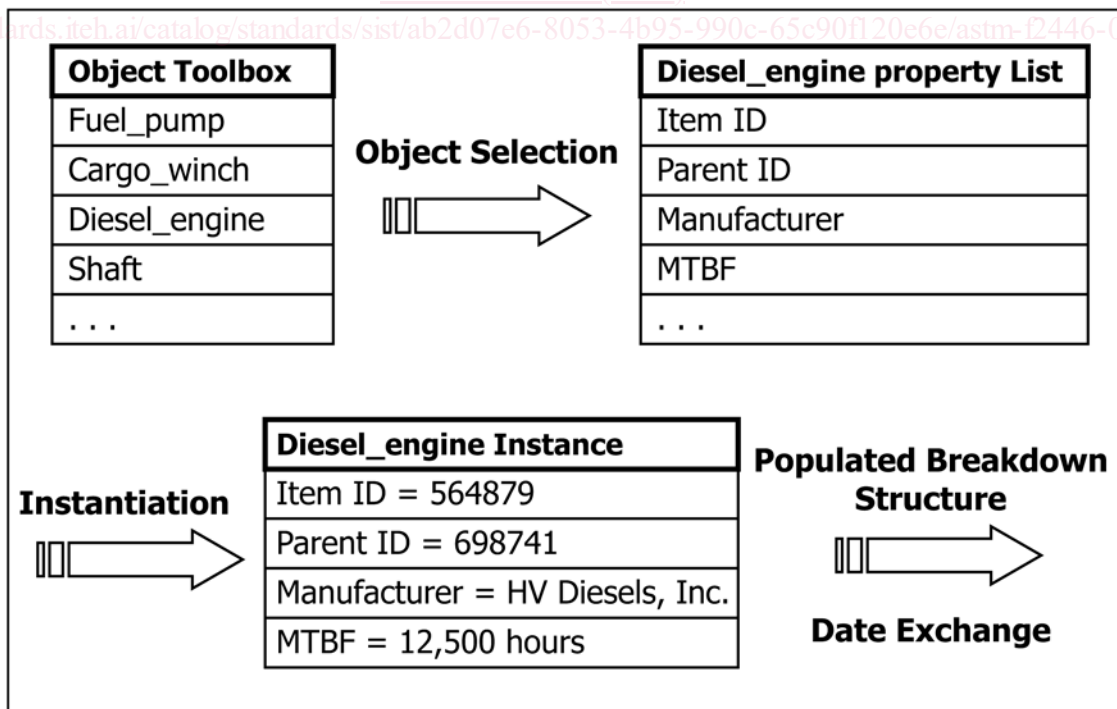 ards.iteh.ai/catalog/standards/sist/ab2d07e6-8053-4b95-990c-65c90f120e6e/astm-f2446-0
Object Toolbox
Fuel_pump
Cargo_winch
Diesel_engine
Shaft
. . .
Object Selection
Diesel_engine property List
Item ID
Parent ID
Manufacturer
MTBF
. . .
Instantiation
Diesel_engine Instance
Item ID = 564879
Parent ID = 698741
Manufacturer = HV Diesels, Inc.
MTBF = 12,500 hours
Populated Breakdown
Structure
Date Exchange